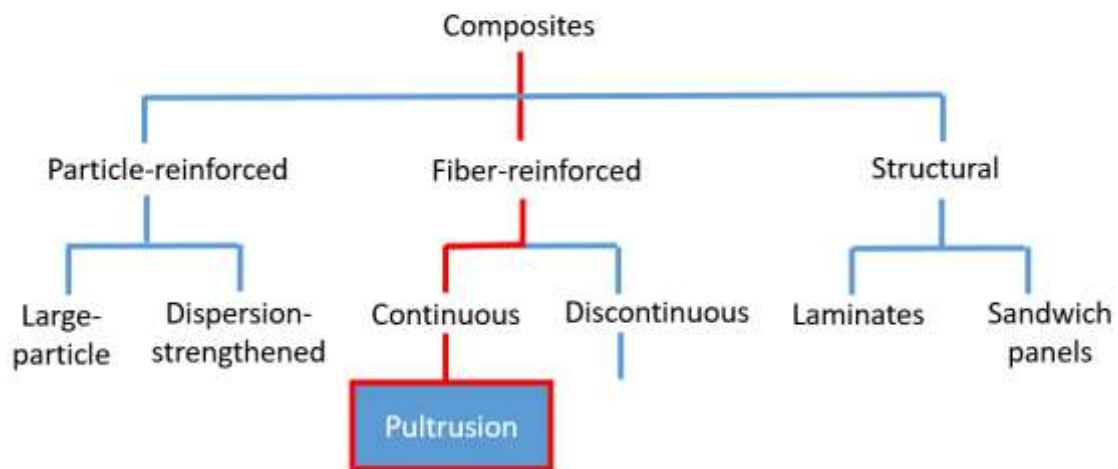 Composites
Particle-reinforced
Fiber-reinforced
Structural
Large-
particle
Dispersion-
strengthened
Continuous
Discontinuous
Laminates
Sandwich
panels
Pultrusion